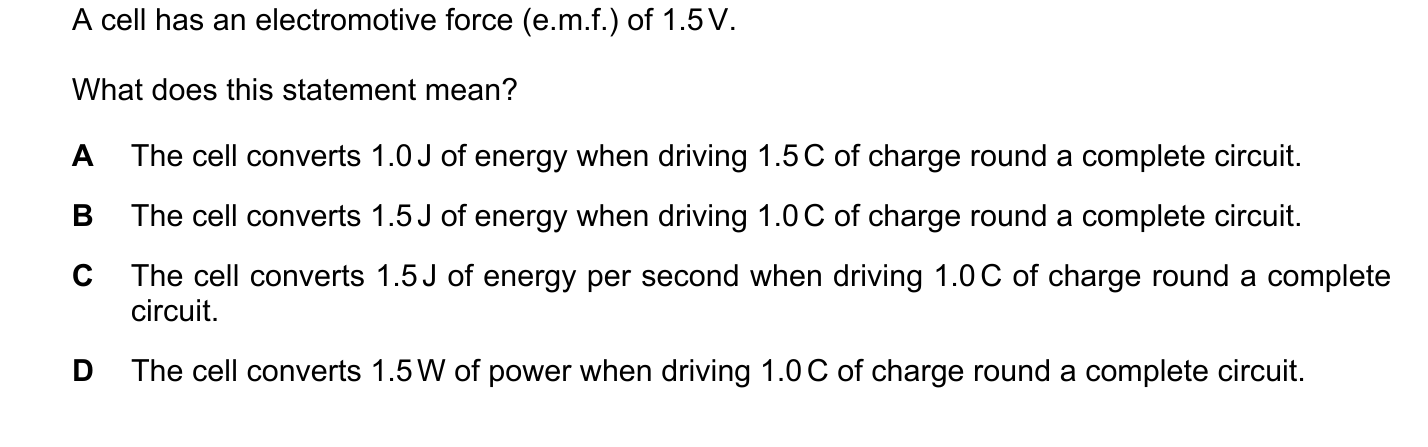 A cell has an electromotive force (e.m.f.) of 1.5 V.
What does this statement mean?
A The cell converts 1.0 J of energy when driving 1.5 C of charge round a complete circuit.
B The cell converts 1.5 J of energy when driving 1.0 C of charge round a complete circuit.
C The cell converts 1.5 J of energy per second when driving 1.0 C of charge round a complete
circuit.
D The cell converts 1.5 W of power when driving 1.0 C of charge round a complete circuit.